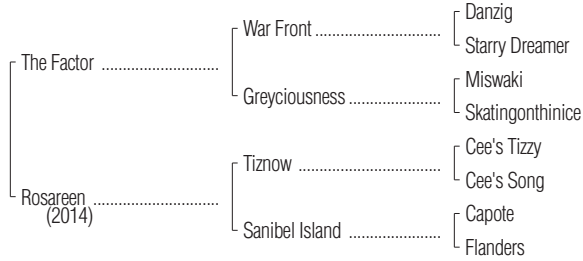 The Factor
Rosareen
(2014)
War Front
Greyciousness
Tiznow
Sanibel Island
Danzig
Starry Dreamer
Miswaki
Skatingonthinice
Cee's Tizzy
Cee's Song
Capote
Flanders